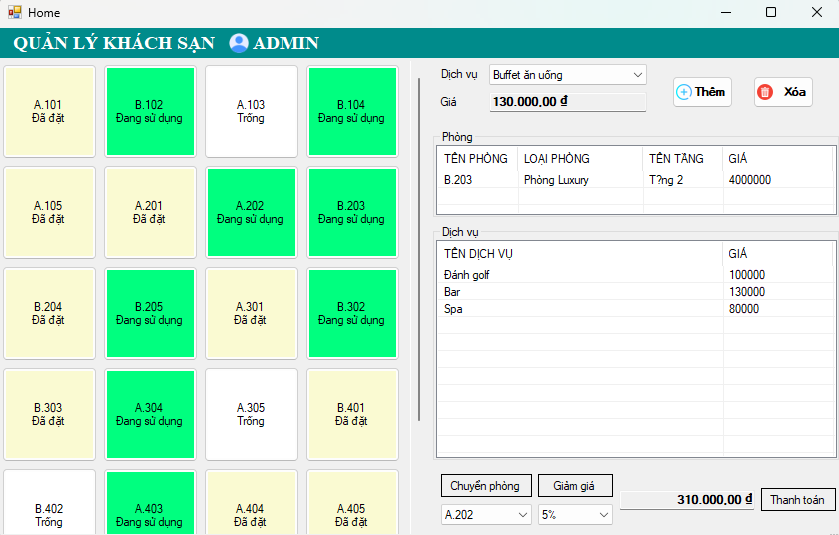 Home
QUẢN LÝ KHÁCH SẠN ADMIN
A.101
Đã đặt
B.102
Đang sử dụng
A.103
Trống
B.104
Đang sử dụng
A.105
Đã đặt
A.201
Đã đặt
A.202
Đang sử dụng
B.203
Đang sử dụng
B.204
Đã đặt
B.205
Đang sử dụng
A.301
Đã đặt
B.302
Đang sử dụng
B.303
Đã đặt
A.304
Đang sử dụng
A.305
Trống
B.401
Đã đặt
B.402
Trống
A.403
Đang sử dụng
A.404
Đã đặt
A.405
Đã đặt
Dịch vụ Buffet ăn uống
Giá 130.000,00 ₫
Thêm
Xóa
Phòng
TÊN PHÒNG LOẠI PHÒNG TÊN TẦNG GIÁ
B.203 Phòng Luxury T?ng 2 4000000
Dịch vụ
TÊN DỊCH VỤ GIÁ
Đánh golf 100000
Bar 130000
Spa 80000
Chuyển phòng Giảm giá
A.202 5%
310.000,00 ₫ Thanh toán